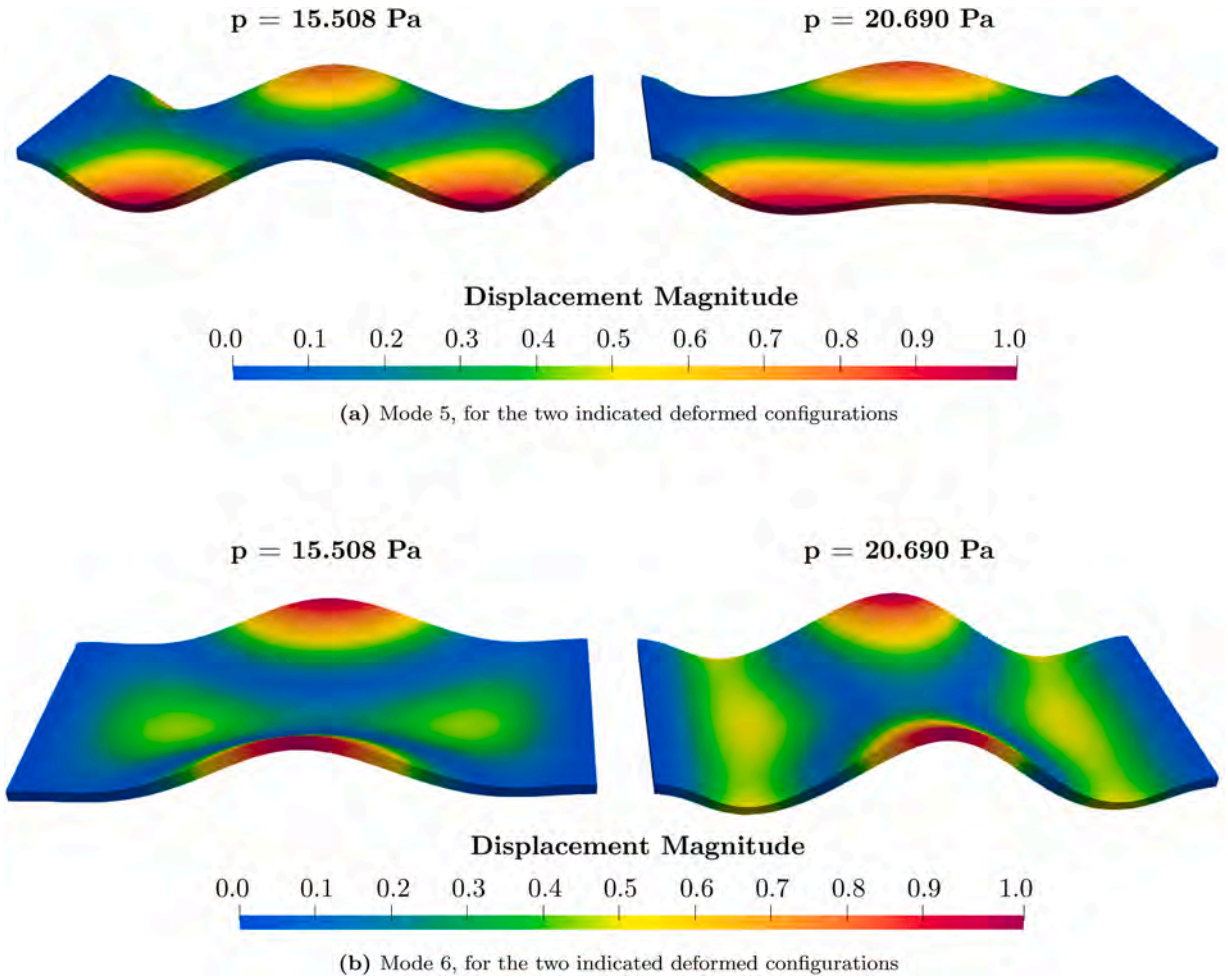 p = 15.508 Pa
p = 20.690 Pa
Displacement Magnitude
0.0 0.1 0.2 0.3 0.4 0.5 0.6 0.7 0.8 0.9 1.0
(a) Mode 5, for the two indicated deformed configurations
p = 15.508 Pa
p = 20.690 Pa
Displacement Magnitude
0.0 0.1 0.2 0.3 0.4 0.5 0.6 0.7 0.8 0.9 1.0
(b) Mode 6, for the two indicated deformed configurations